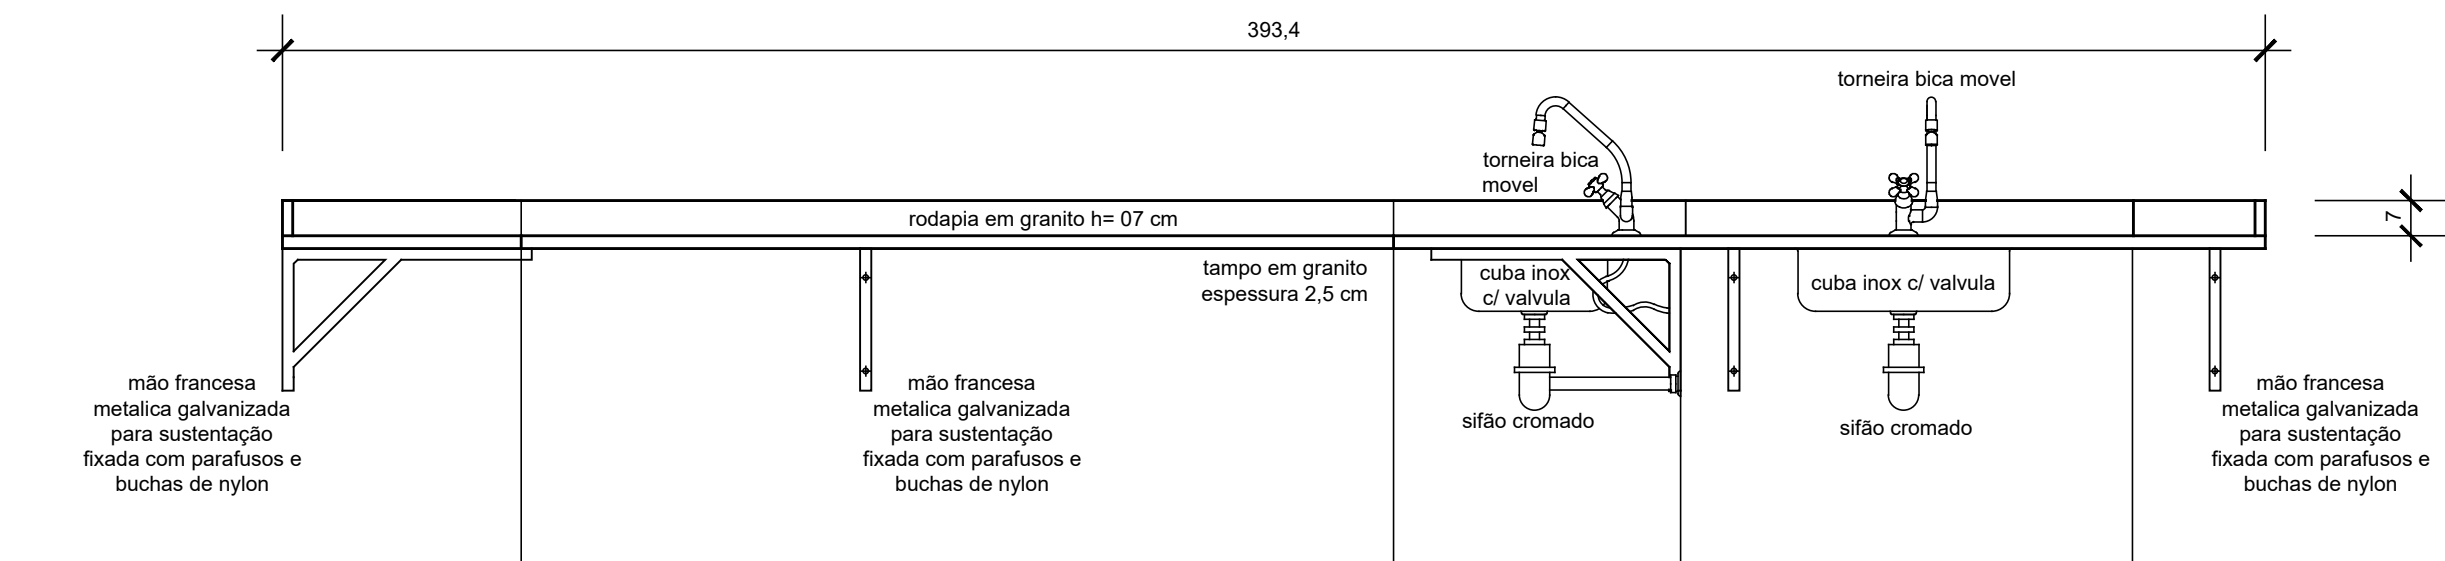 393,4
torneira bica movel
torneira bica
movel
rodapia em granito h= 07 cm
7
tampo em granito
espessura 2,5 cm
cuba inox
c/ valvula
cuba inox c/ valvula
mão francesa
metalica galvanizada
para sustentação
fixada com parafusos e
buchas de nylon
mão francesa
metalica galvanizada
para sustentação
fixada com parafusos e
buchas de nylon
sifão cromado
sifão cromado
mão francesa
metalica galvanizada
para sustentação
fixada com parafusos e
buchas de nylon